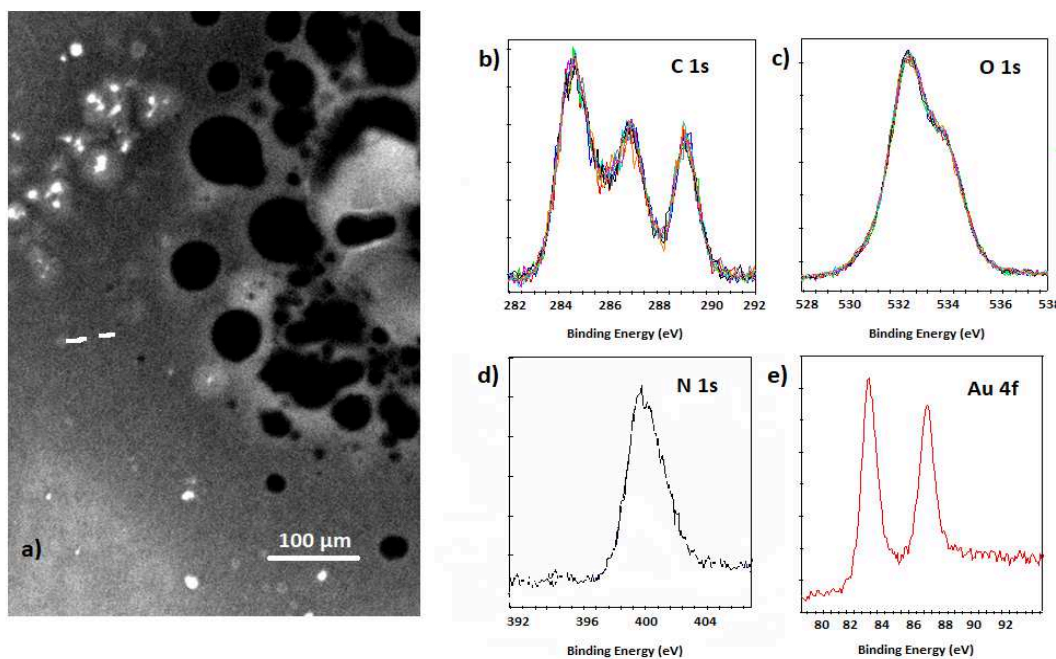 a)
100 µm
b)
C 1s
282 284 286 288 290 292
Binding Energy (eV)
c)
O 1s
528 530 532 534 536 538
Binding Energy (eV)
d)
N 1s
392 396 400 404
Binding Energy (eV)
e)
Au 4f
80 82 84 86 88 90 92
Binding Energy (eV)